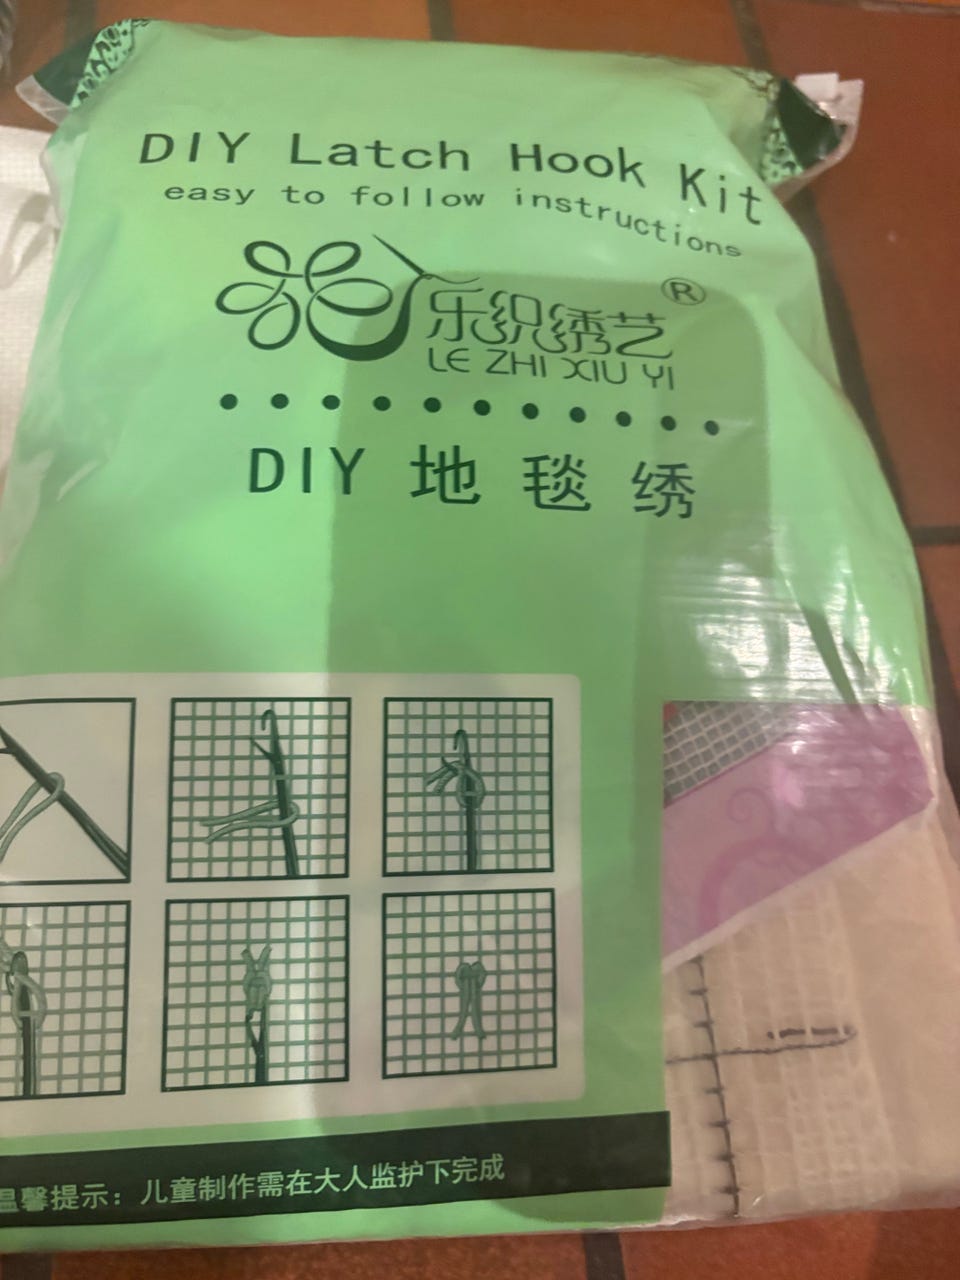 DIY Latch Hook Kit
easy to follow instructions
乐织绣艺®
LE ZHI XIU YI
DIY 地毯绣
温馨提示：儿童制作需在大人监护下完成